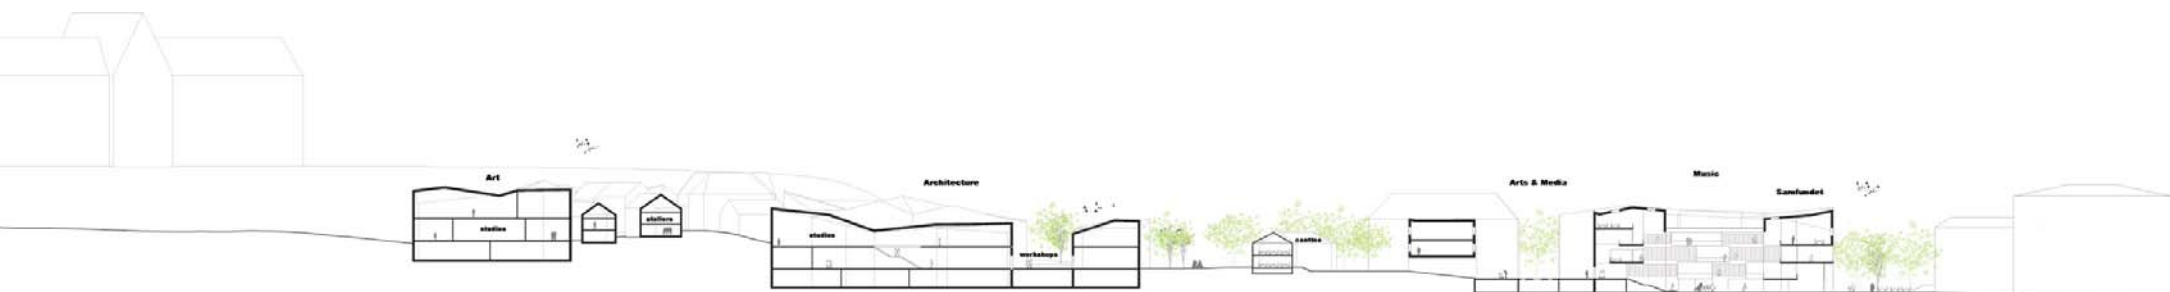 Art
studios
ateliers
Architecture
studios
workshops
cantina
Arts & Media
Music
Samfundet